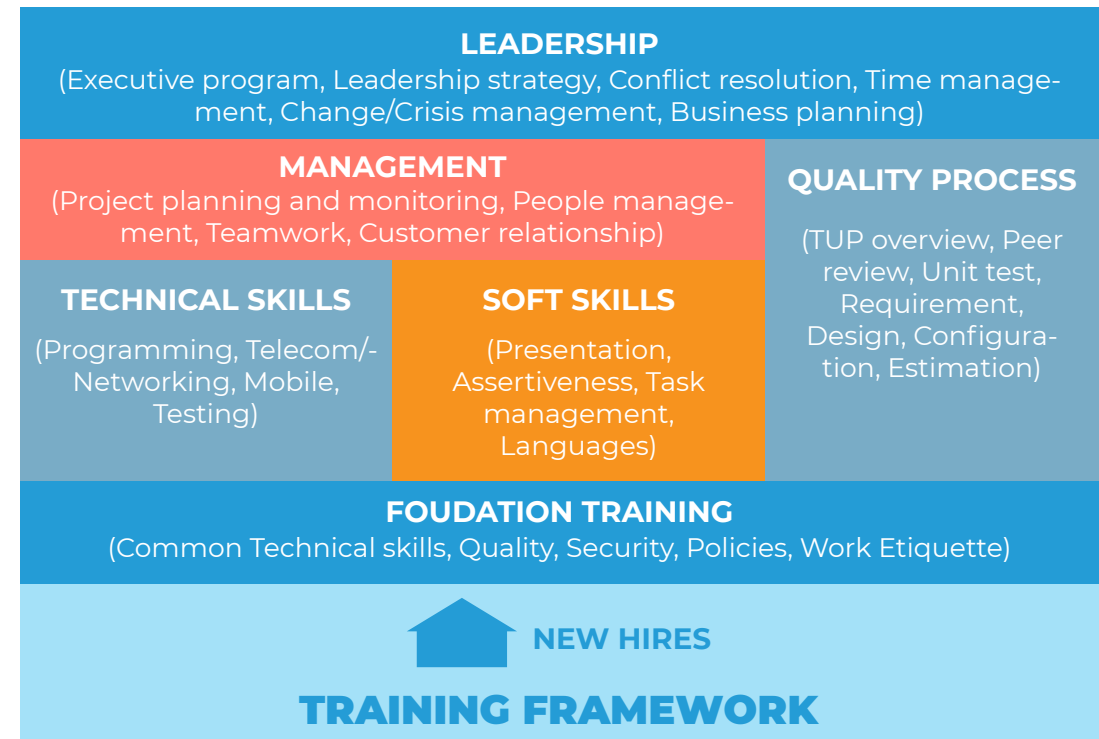 LEADERSHIP
(Executive program, Leadership strategy, Conflict resolution, Time manage-
ment, Change/Crisis management, Business planning)
MANAGEMENT
(Project planning and monitoring, People manage-
ment, Teamwork, Customer relationship)
QUALITY PROCESS
(TUP overview, Peer
review, Unit test,
Requirement,
Design, Configura-
tion, Estimation)
TECHNICAL SKILLS
(Programming, Telecom/-
Networking, Mobile,
Testing)
SOFT SKILLS
(Presentation,
Assertiveness, Task
management,
Languages)
FOUDATION TRAINING
(Common Technical skills, Quality, Security, Policies, Work Etiquette)
NEW HIRES
TRAINING FRAMEWORK